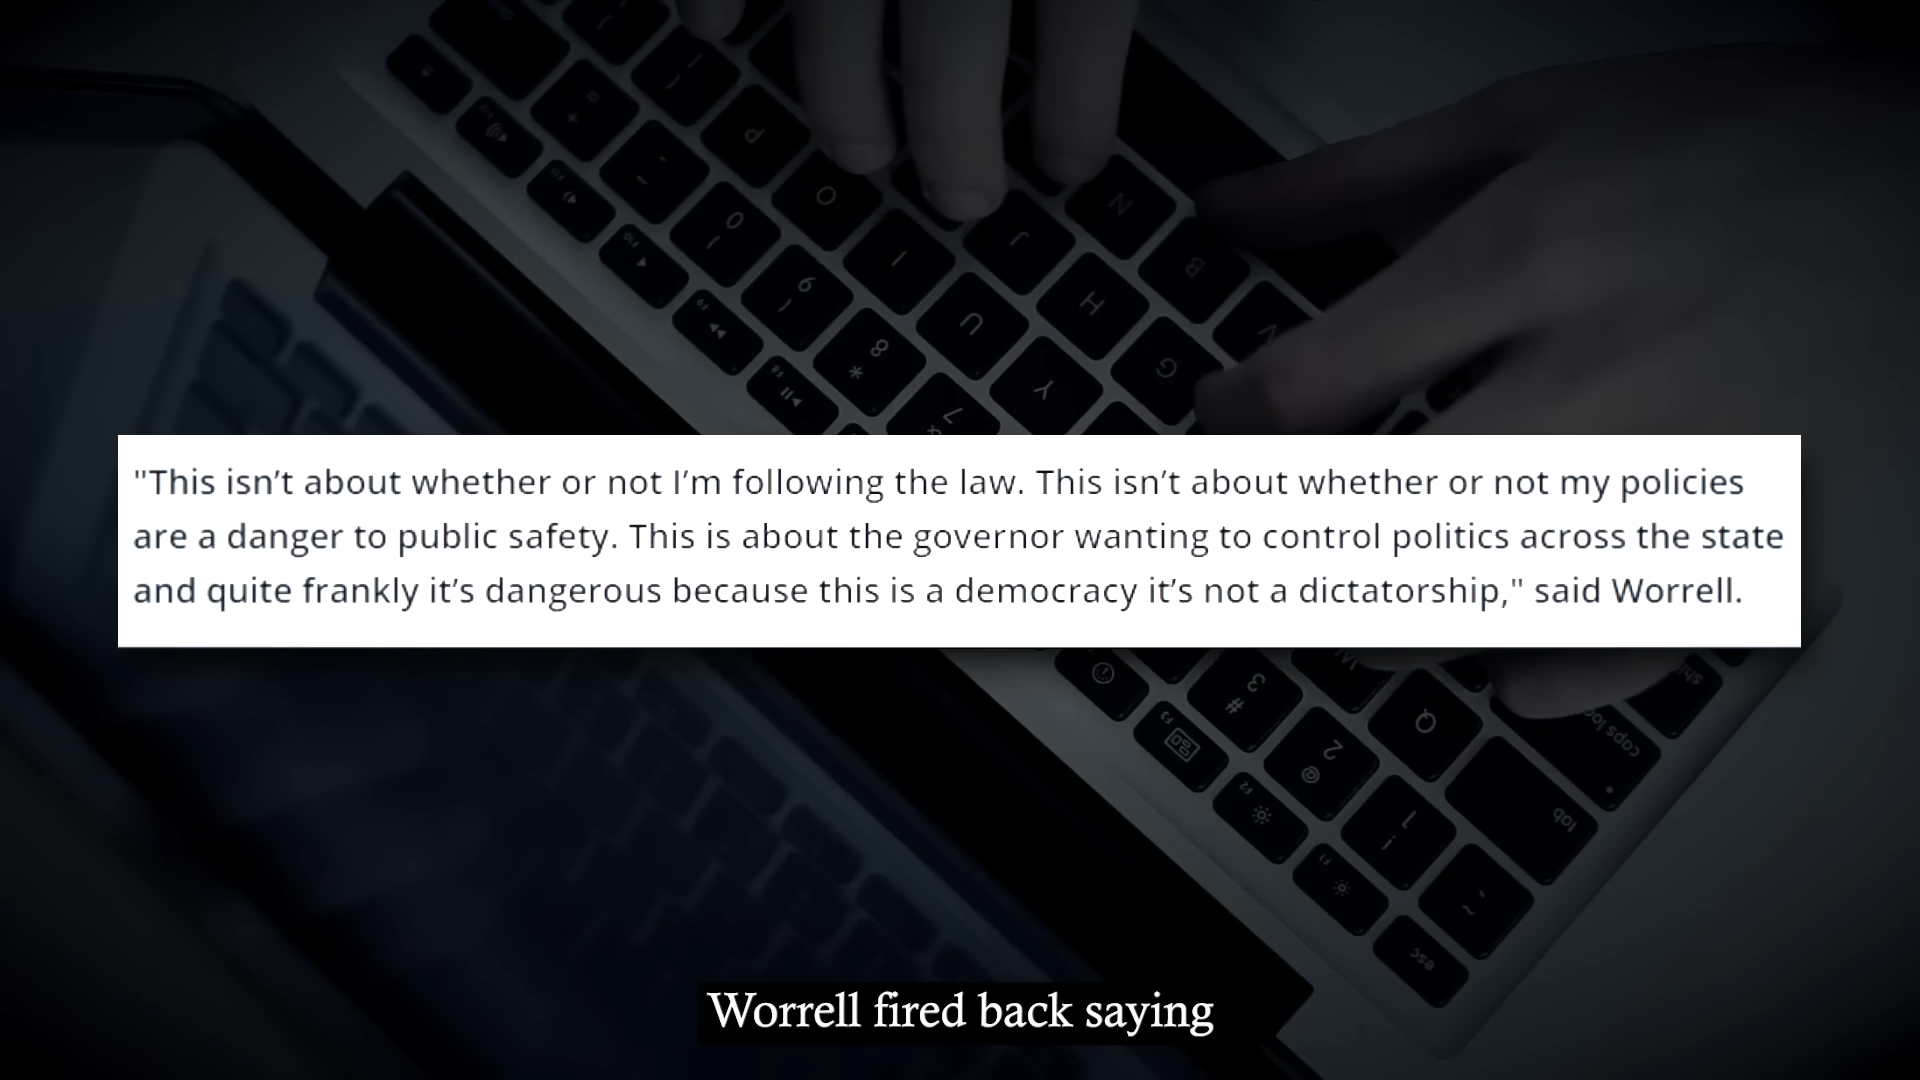 "This isn’t about whether or not I’m following the law. This isn’t about whether or not my policies
are a danger to public safety. This is about the governor wanting to control politics across the state
and quite frankly it’s dangerous because this is a democracy it’s not a dictatorship," said Worrell.
Worrell fired back saying